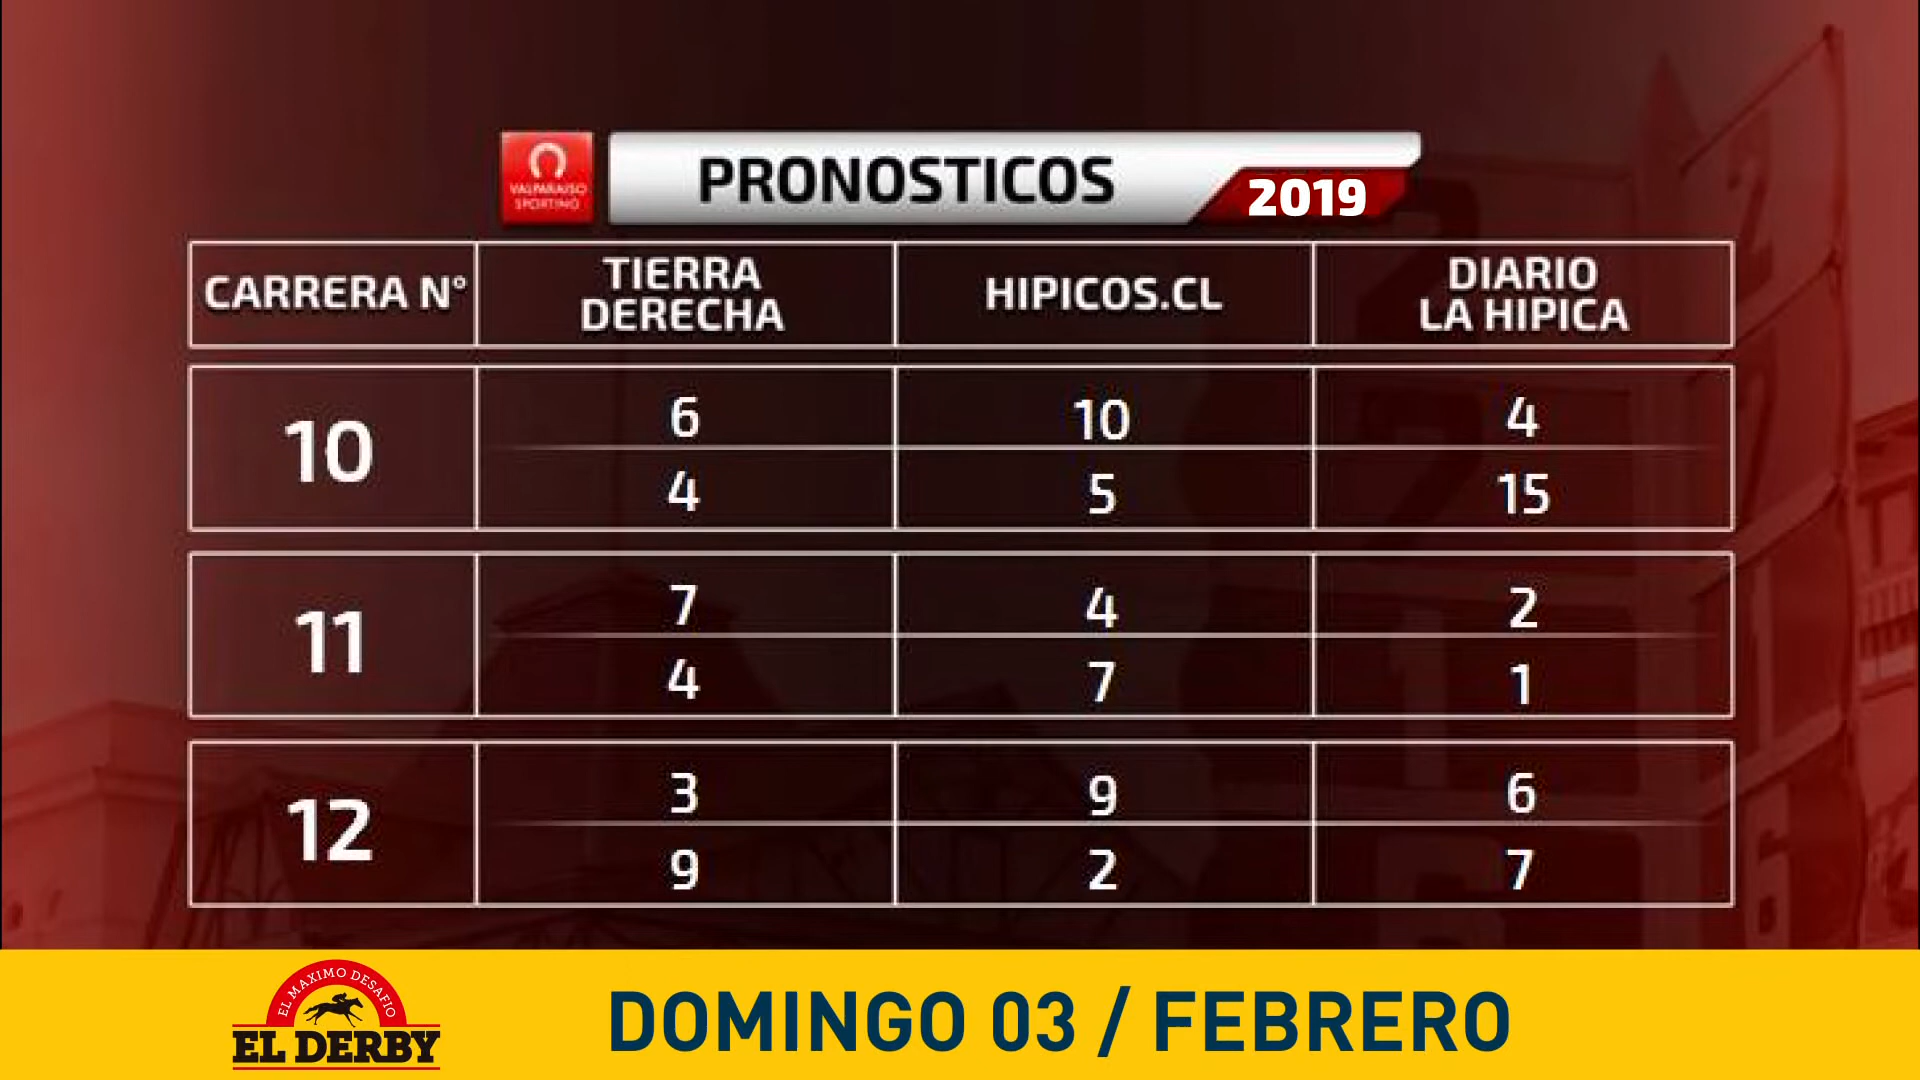 VALPARAISO
SPORTING
PRONOSTICOS
2019
CARRERA N°
TIERRA
DERECHA
HIPICOS.CL
DIARIO
LA HIPICA
10
6
10
4
4
5
15
11
7
4
2
4
7
1
12
3
9
6
9
2
7
EL MAXIMO DESAFIO
EL DERBY
DOMINGO 03 / FEBRERO